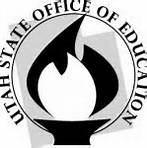 UTAH STATE OFFICE OF EDUCATION